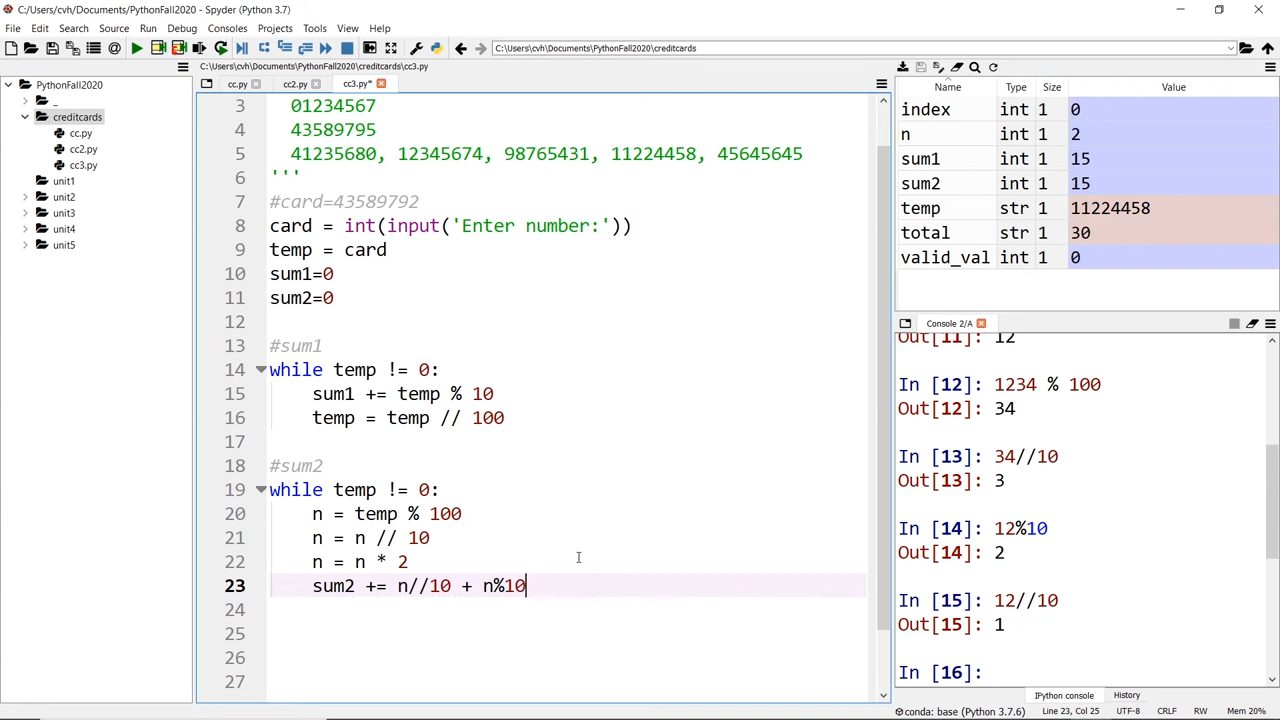 C:\Users\cvh\Documents\PythonFall2020 - Spyder (Python 3.7)
File Edit Search Source Run Debug Consoles Projects Tools View Help
C:\Users\cvh\Documents\PythonFall2020\creditcards
C:\Users\cvh\Documents\PythonFall2020\creditcards\cc3.py
PythonFall2020
_
creditcards
cc.py
cc2.py
cc3.py
unit1
unit2
unit3
unit4
unit5
cc.py cc2.py cc3.py*
3 01234567
4 43589795
5 41235680, 12345674, 98765431, 11224458, 45645645
6 '''
7 #card=43589792
8 card = int(input('Enter number:'))
9 temp = card
10 sum1=0
11 sum2=0
12
13 #sum1
14 while temp != 0:
15 sum1 += temp % 10
16 temp = temp // 100
17
18 #sum2
19 while temp != 0:
20 n = temp % 100
21 n = n // 10
22 n = n * 2
23 sum2 += n//10 + n%10
24
25
26
27
Name Type Size Value
index int 1 0
n int 1 2
sum1 int 1 15
sum2 int 1 15
temp str 1 11224458
total str 1 30
valid_val int 1 0
Console 2/A
Out[11]: 12
In [12]: 1234 % 100
Out[12]: 34
In [13]: 34//10
Out[13]: 3
In [14]: 12%10
Out[14]: 2
In [15]: 12//10
Out[15]: 1
In [16]:
IPython console History
conda: base (Python 3.7.6) Line 23, Col 25 UTF-8 CRLF RW Mem 20%